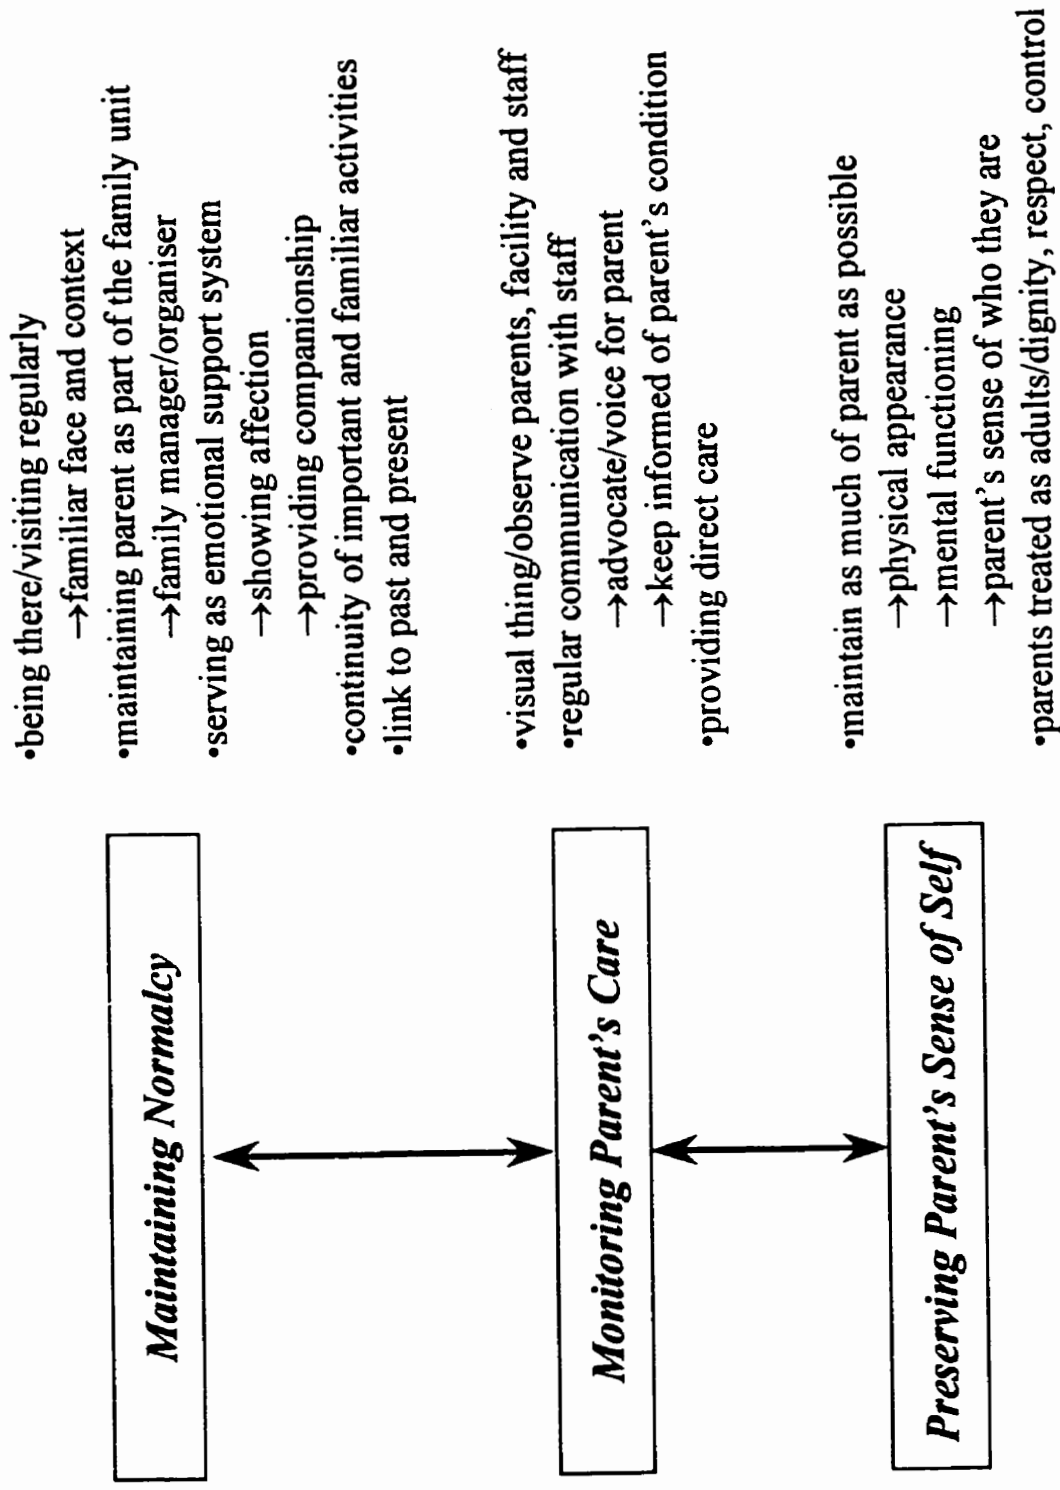 Maintaining Normalcy
•being there/visiting regularly
→familiar face and context
•maintaining parent as part of the family unit
→family manager/organiser
•serving as emotional support system
→showing affection
→providing companionship
•continuity of important and familiar activities
•link to past and present
Monitoring Parent's Care
•visual thing/observe parents, facility and staff
•regular communication with staff
→advocate/voice for parent
→keep informed of parent's condition
•providing direct care
Preserving Parent's Sense of Self
•maintain as much of parent as possible
→physical appearance
→mental functioning
→parent's sense of who they are
•parents treated as adults/dignity, respect, control